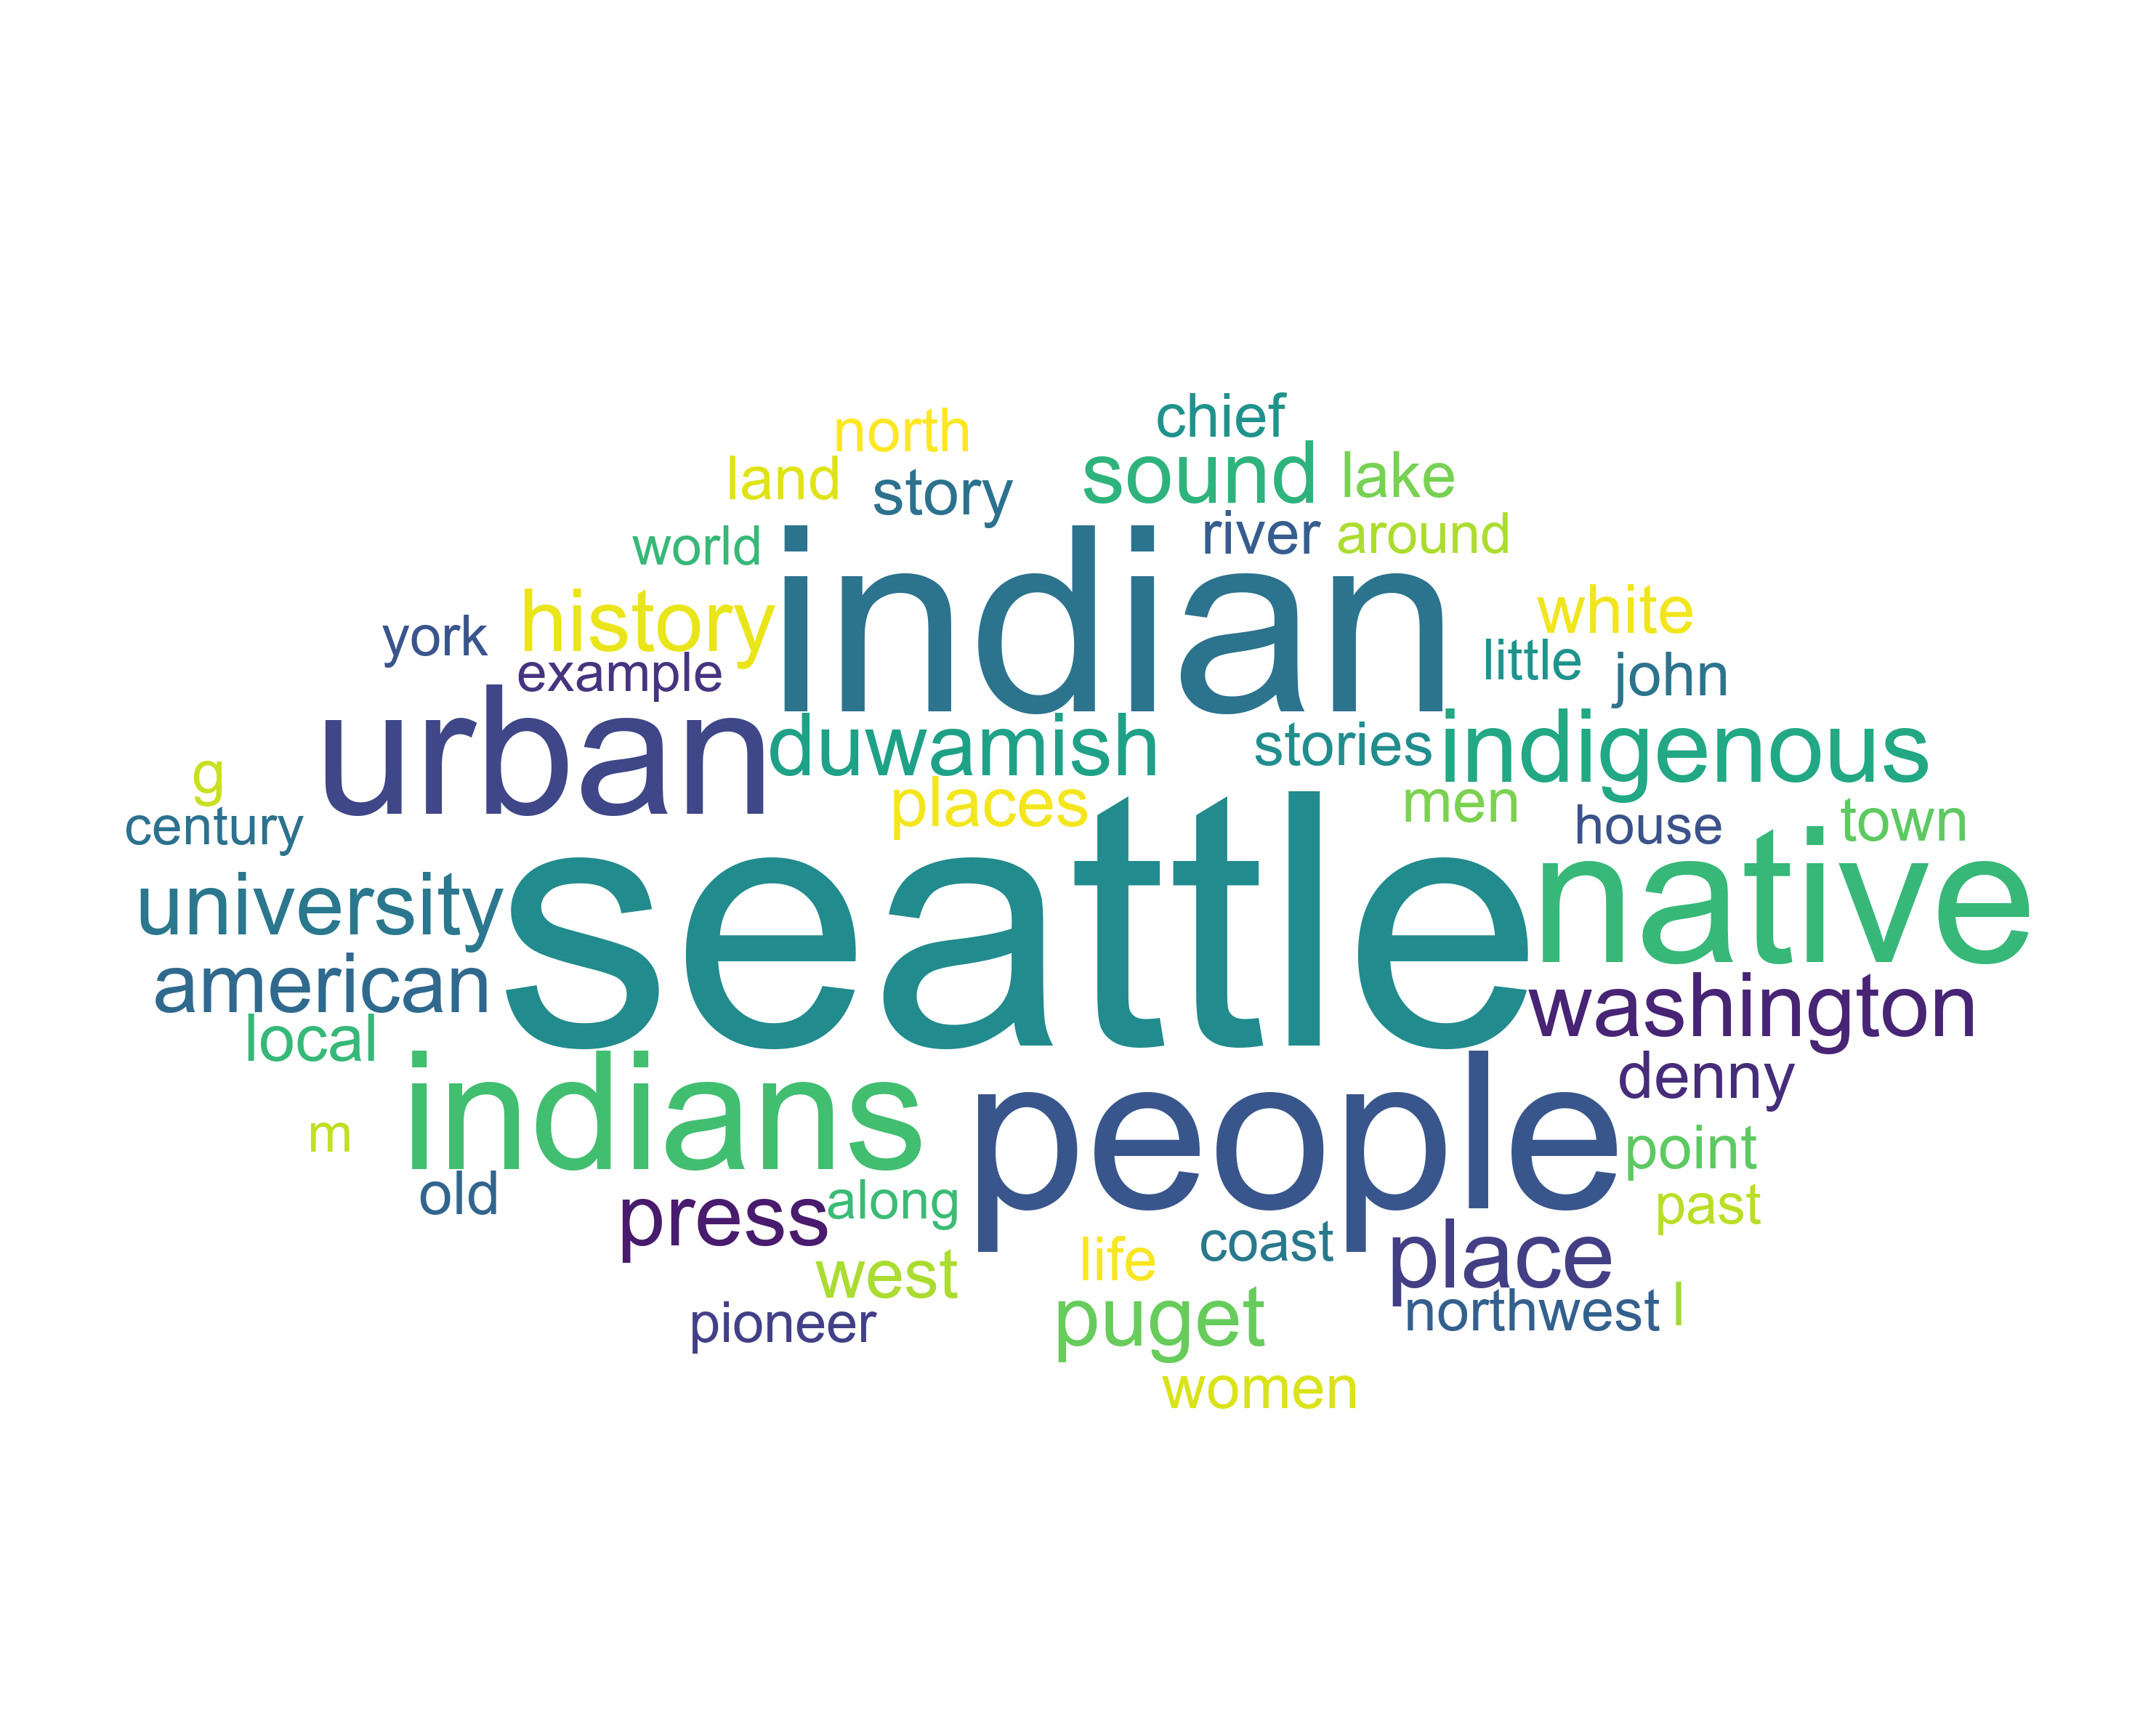 chief
north
sound
lake
land
story
river
around
world
indian
history
white
york
little
john
example
urban
duwamish
stories
indigenous
g
places
men
house
town
century
seattle
native
university
american
washington
local
indians
people
denny
m
point
old
press
along
past
coast
place
west
life
northwest
l
pioneer
puget
women